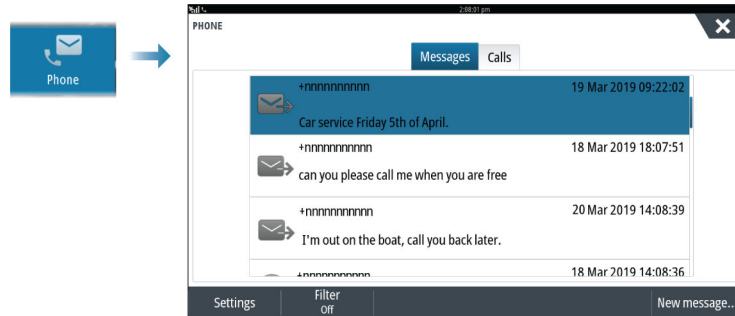 Phone
2:08:01 pm
PHONE
Messages Calls
+nnnnnnnnnn 19 Mar 2019 09:22:02
Car service Friday 5th of April.
+nnnnnnnnnnn 18 Mar 2019 18:07:51
can you please call me when you are free
+nnnnnnnnnnn 20 Mar 2019 14:08:39
I'm out on the boat, call you back later.
+nnnnnnnnnnn 18 Mar 2019 14:08:36
Settings Filter New message..
Off